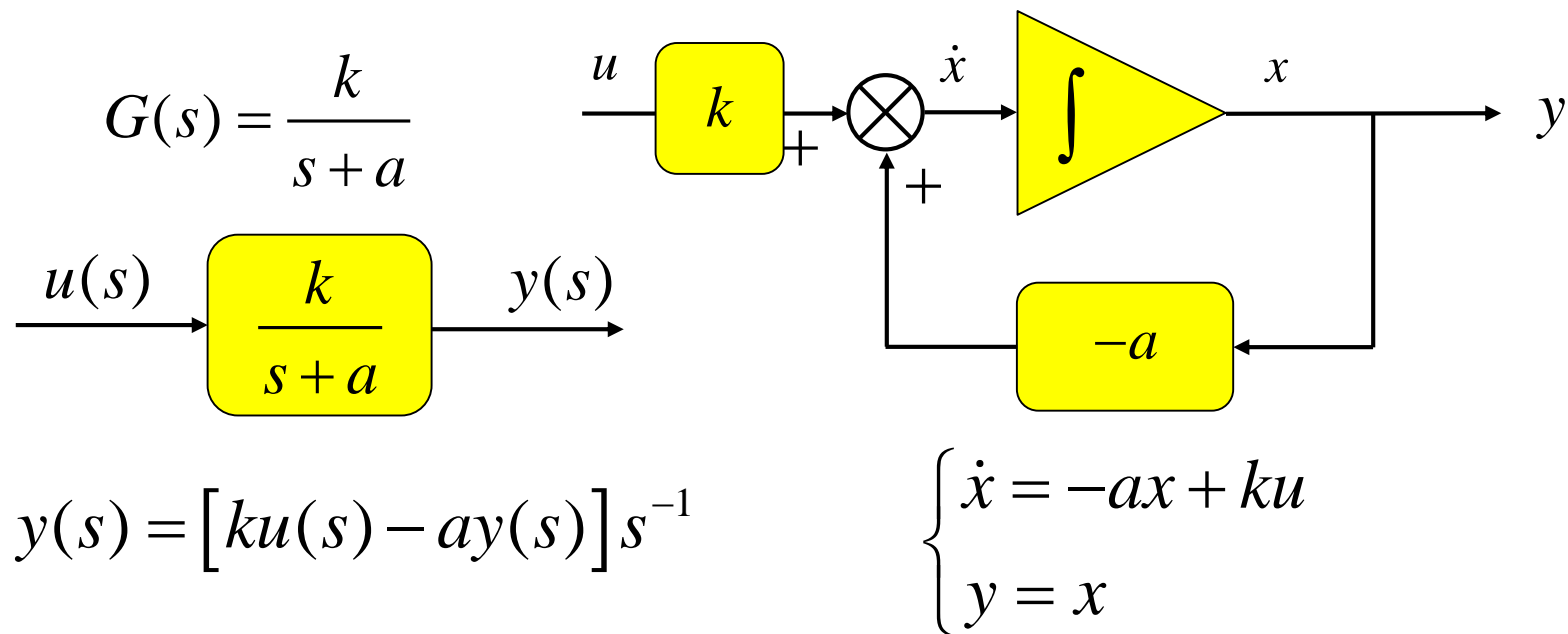 G(s) = k/(s + a)
u k + ẋ ∫ x y
+
u(s) k/(s + a) y(s)
−a
y(s) = [ku(s) − ay(s)]s⁻¹
{ ẋ = −ax + ku
y = x